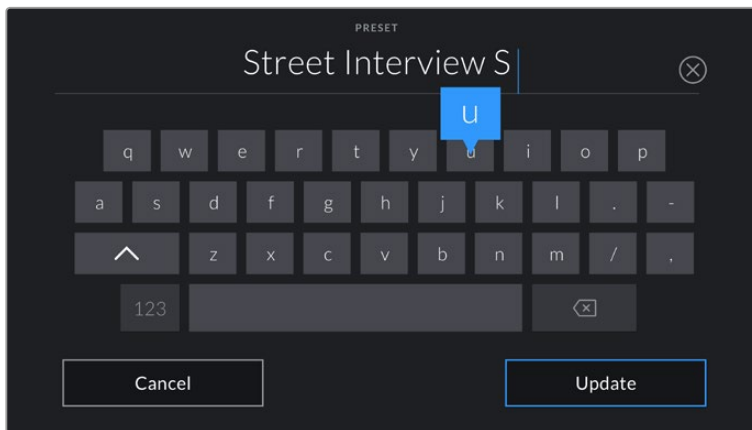 PRESET
Street Interview S
u
q w e r t y u i o p
a s d f g h j k l . -
z x c v b n m / ,
123
Cancel Update